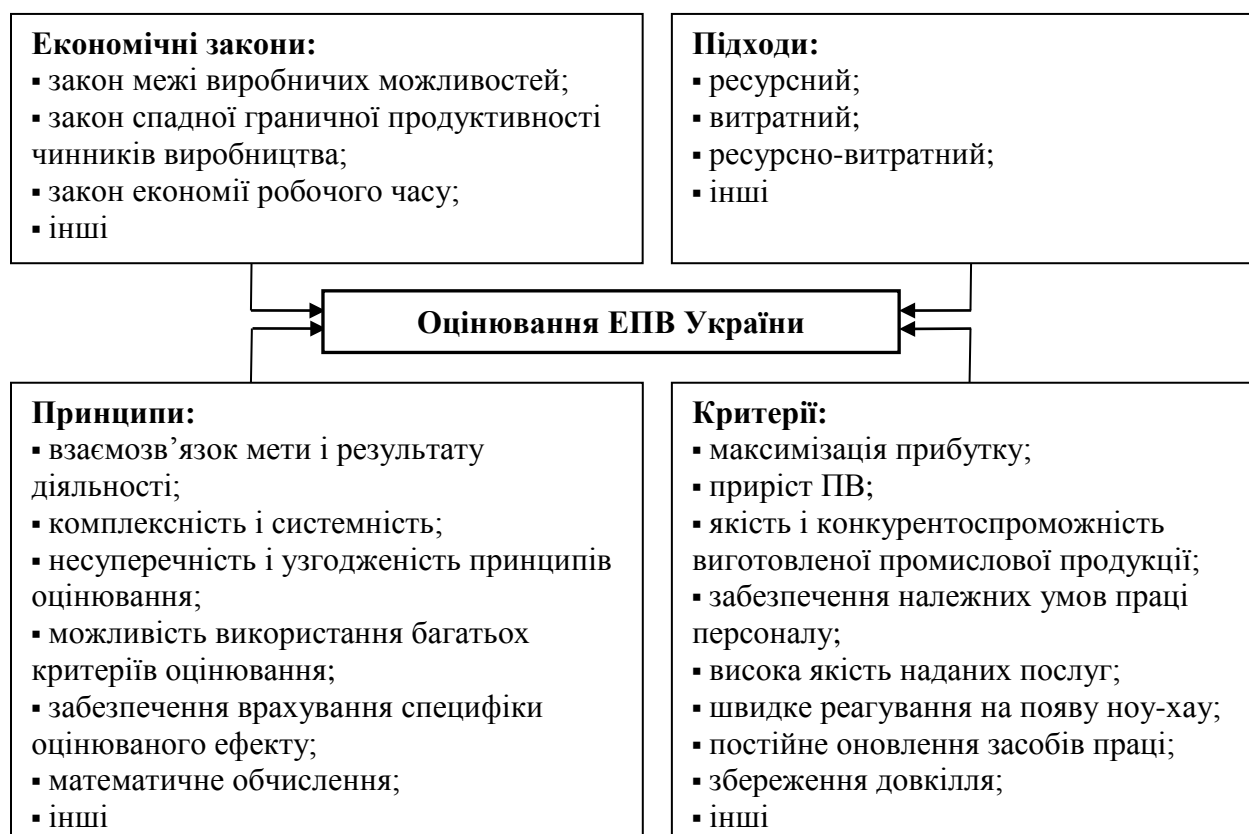 Економічні закони:
▪ закон межі виробничих можливостей;
▪ закон спадної граничної продуктивності
чинників виробництва;
▪ закон економії робочого часу;
▪ інші
Підходи:
▪ ресурсний;
▪ витратний;
▪ ресурсно-витратний;
▪ інші
Оцінювання ЕПВ України
Принципи:
▪ взаємозв’язок мети і результату
діяльності;
▪ комплексність і системність;
▪ несуперечність і узгодженість принципів
оцінювання;
▪ можливість використання багатьох
критеріїв оцінювання;
▪ забезпечення врахування специфіки
оцінюваного ефекту;
▪ математичне обчислення;
▪ інші
Критерії:
▪ максимізація прибутку;
▪ приріст ПВ;
▪ якість і конкурентоспроможність
виготовленої промислової продукції;
▪ забезпечення належних умов праці
персоналу;
▪ висока якість наданих послуг;
▪ швидке реагування на появу ноу-хау;
▪ постійне оновлення засобів праці;
▪ збереження довкілля;
▪ інші